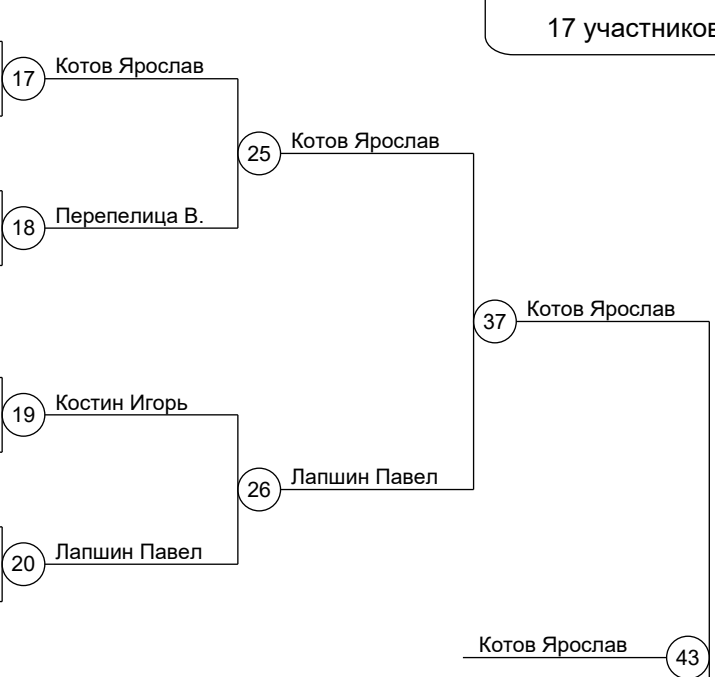 17 участников
17 Котов Ярослав
25 Котов Ярослав
18 Перепелица В.
37 Котов Ярослав
19 Костин Игорь
26 Лапшин Павел
20 Лапшин Павел
Котов Ярослав 43